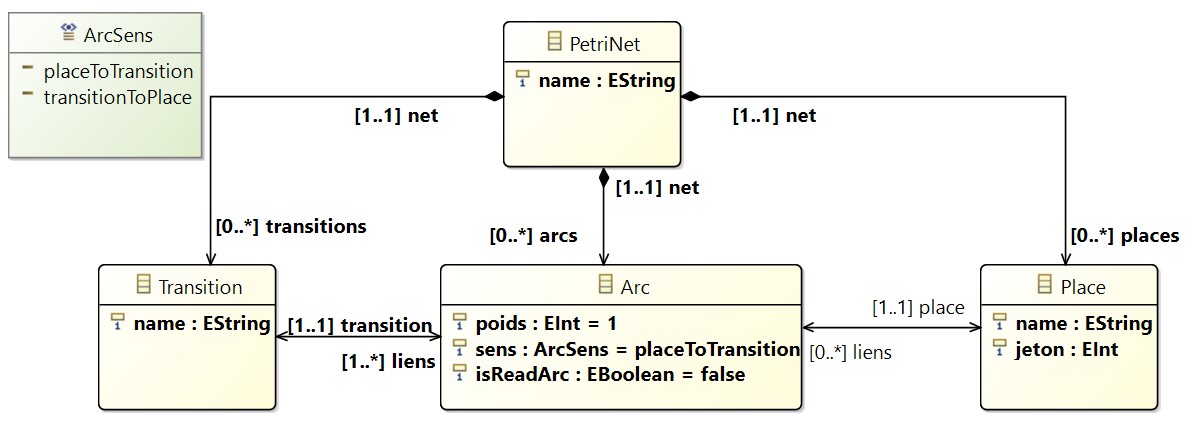 ArcSens
placeToTransition
transitionToPlace
PetriNet
name : EString
[1..1] net
[1..1] net
[1..1] net
[0..*] transitions
[0..*] arcs
[0..*] places
Transition
name : EString
[1..1] transition
[1..*] liens
Arc
poids : EInt = 1
sens : ArcSens = placeToTransition
isReadArc : EBoolean = false
[1..1] place
[0..*] liens
Place
name : EString
jeton : EInt